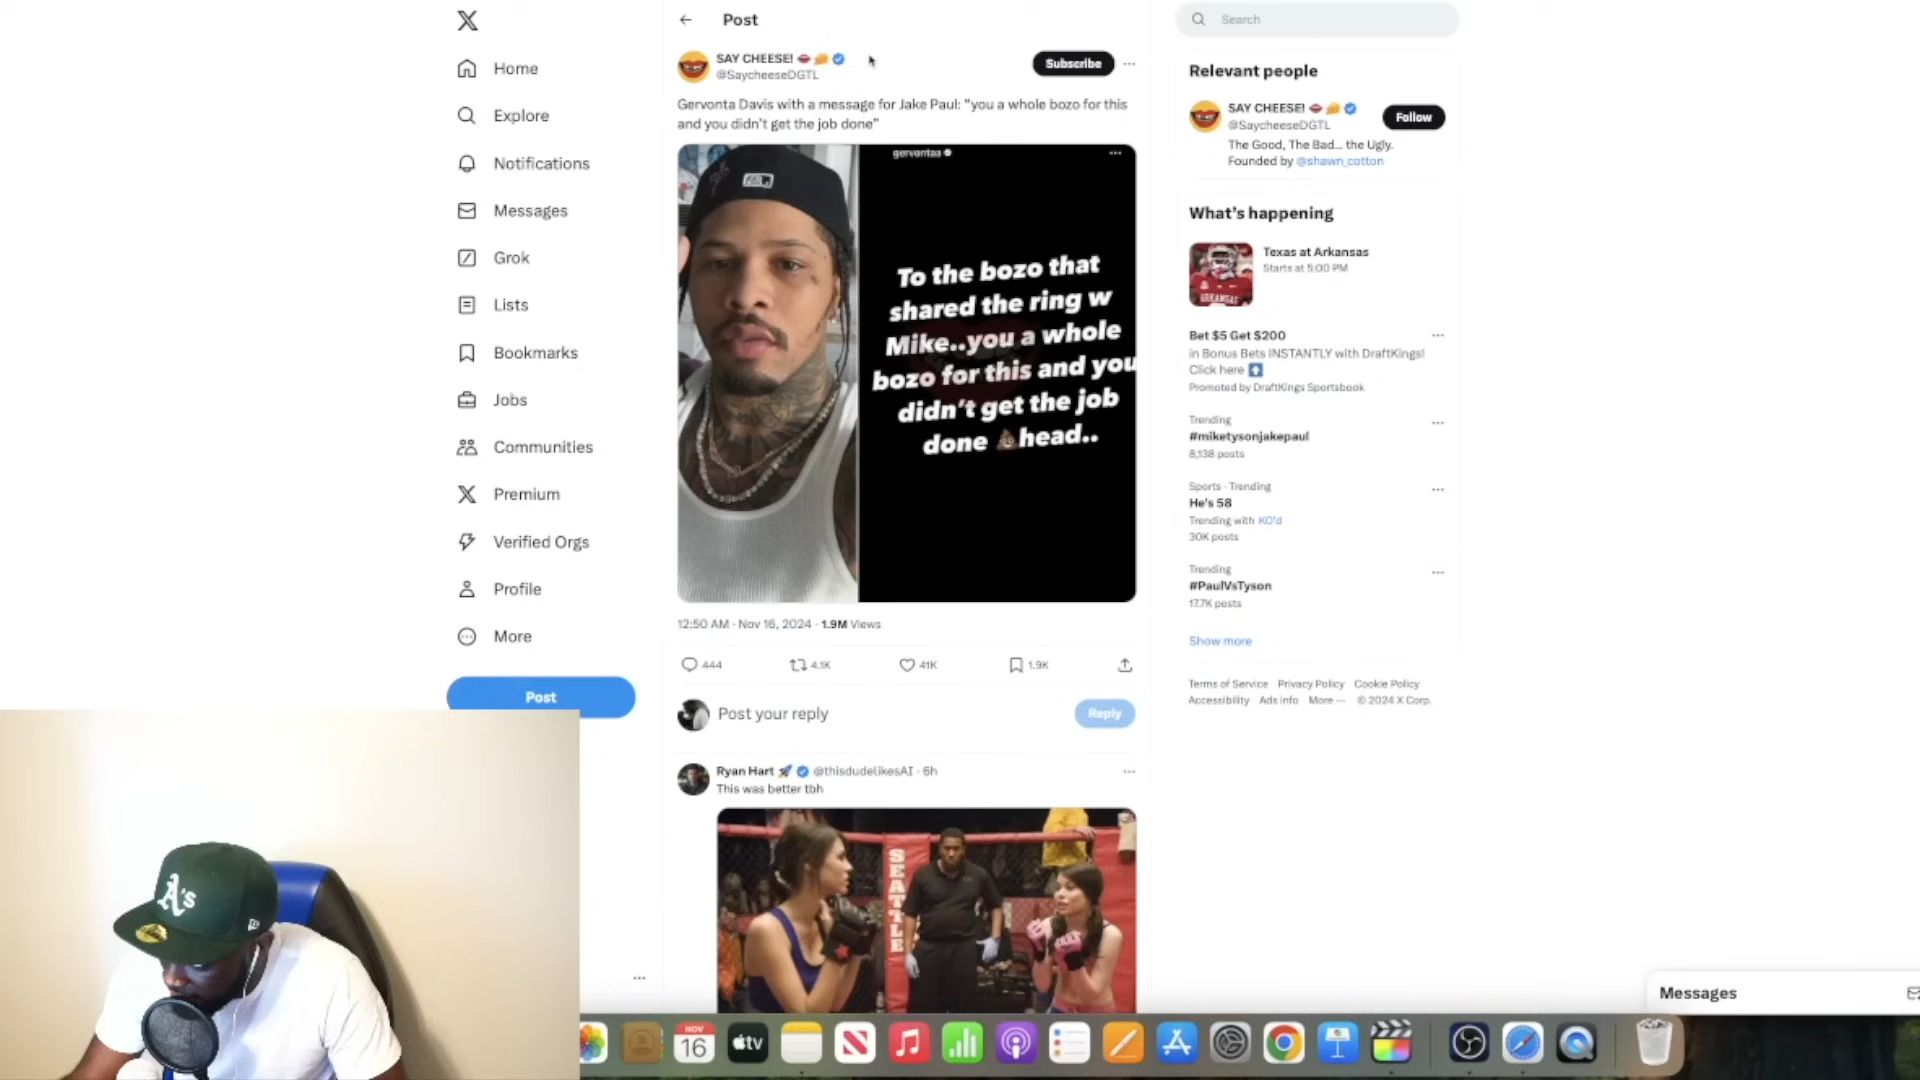 Home
Explore
Notifications
Messages
Grok
Lists
Bookmarks
Jobs
Communities
Premium
Verified Orgs
Profile
More
Post
Post
SAY CHEESE! 👄 🧀
@SaycheeseDGTL
Subscribe
Gervonta Davis with a message for Jake Paul: "you a whole bozo for this
and you didn't get the job done"
gervontaa
To the bozo that
shared the ring w
Mike..you a whole
bozo for this and you
didn't get the job
done 💩head..
12:50 AM · Nov 16, 2024 · 1.9M Views
444
4.1K
41K
1.9K
Post your reply
Reply
Ryan Hart 🚀 @thisdudelikesAI · 6h
This was better tbh
SEATTLE
Search
Relevant people
SAY CHEESE! 👄 🧀
@SaycheeseDGTL
Follow
The Good, The Bad... the Ugly.
Founded by @shawn_cotton
What's happening
Texas at Arkansas
Starts at 5:00 PM
ARKANSAS
Bet $5 Get $200
in Bonus Bets INSTANTLY with DraftKings!
Click here ⬆
Promoted by DraftKings Sportsbook
Trending
#miketysonjakepaul
8,138 posts
Sports · Trending
He's 58
Trending with KO'd
30K posts
Trending
#PaulVsTyson
17.7K posts
Show more
Terms of Service Privacy Policy Cookie Policy
Accessibility Ads info More ··· © 2024 X Corp.
Messages
A's
NOV
16
tv